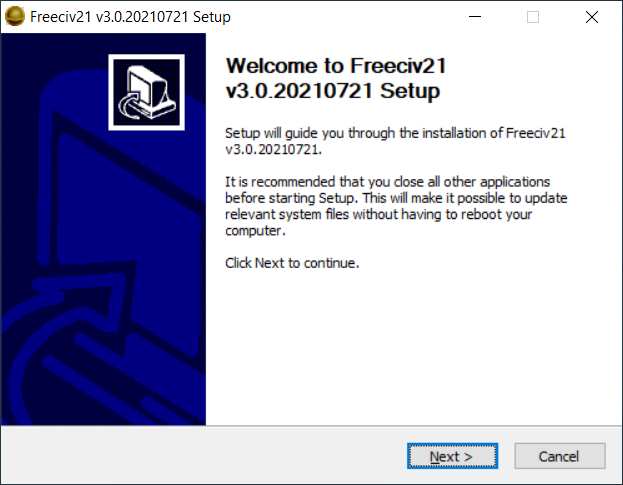 Freeciv21 v3.0.20210721 Setup
Welcome to Freeciv21
v3.0.20210721 Setup
Setup will guide you through the installation of Freeciv21
v3.0.20210721.
It is recommended that you close all other applications
before starting Setup. This will make it possible to update
relevant system files without having to reboot your
computer.
Click Next to continue.
Next >
Cancel